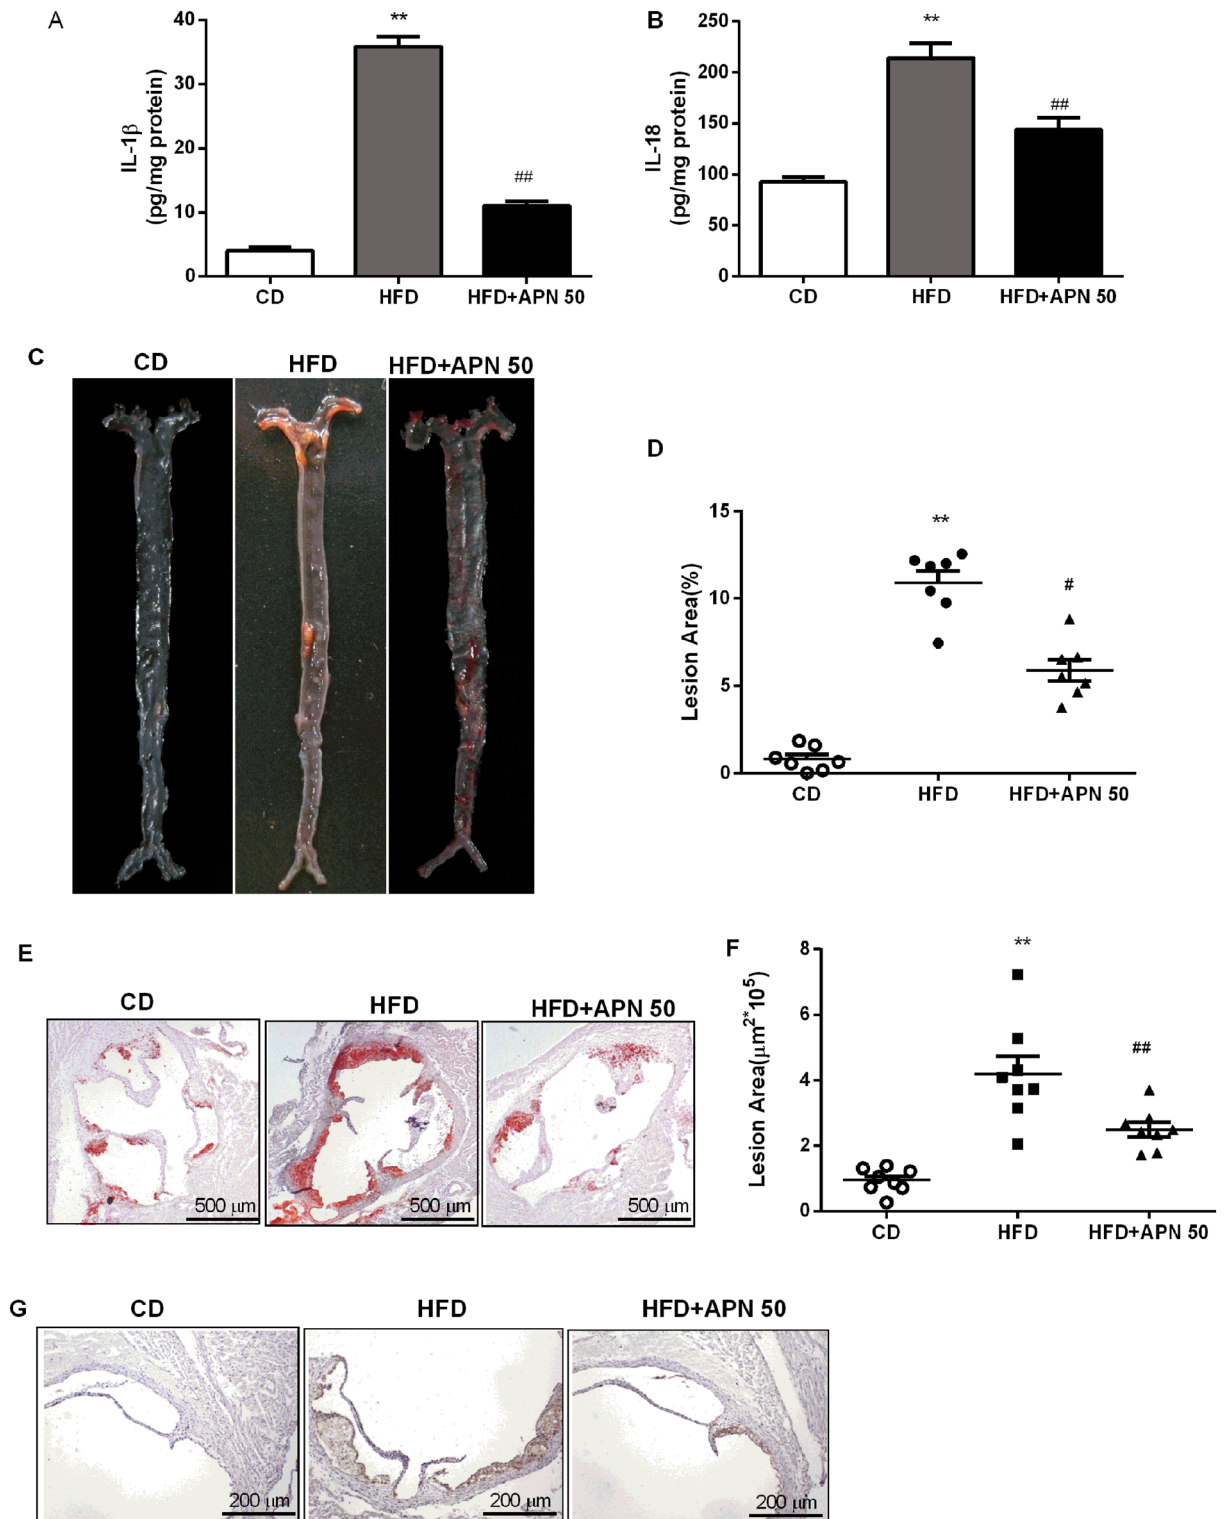 A
IL-1β
(pg/mg protein)
40
30
20
10
0
**
##
CD
HFD
HFD+APN 50
B
IL-18
(pg/mg protein)
250
200
150
100
50
0
**
##
CD
HFD
HFD+APN 50
C
CD
HFD
HFD+APN 50
D
Lesion Area(%)
15
10
5
0
**
#
CD
HFD
HFD+APN 50
E
CD
HFD
HFD+APN 50
500 μm
500 μm
500 μm
F
Lesion Area(μm²*10⁵)
8
6
4
2
0
**
##
CD
HFD
HFD+APN 50
G
CD
HFD
HFD+APN 50
200 μm
200 μm
200 μm